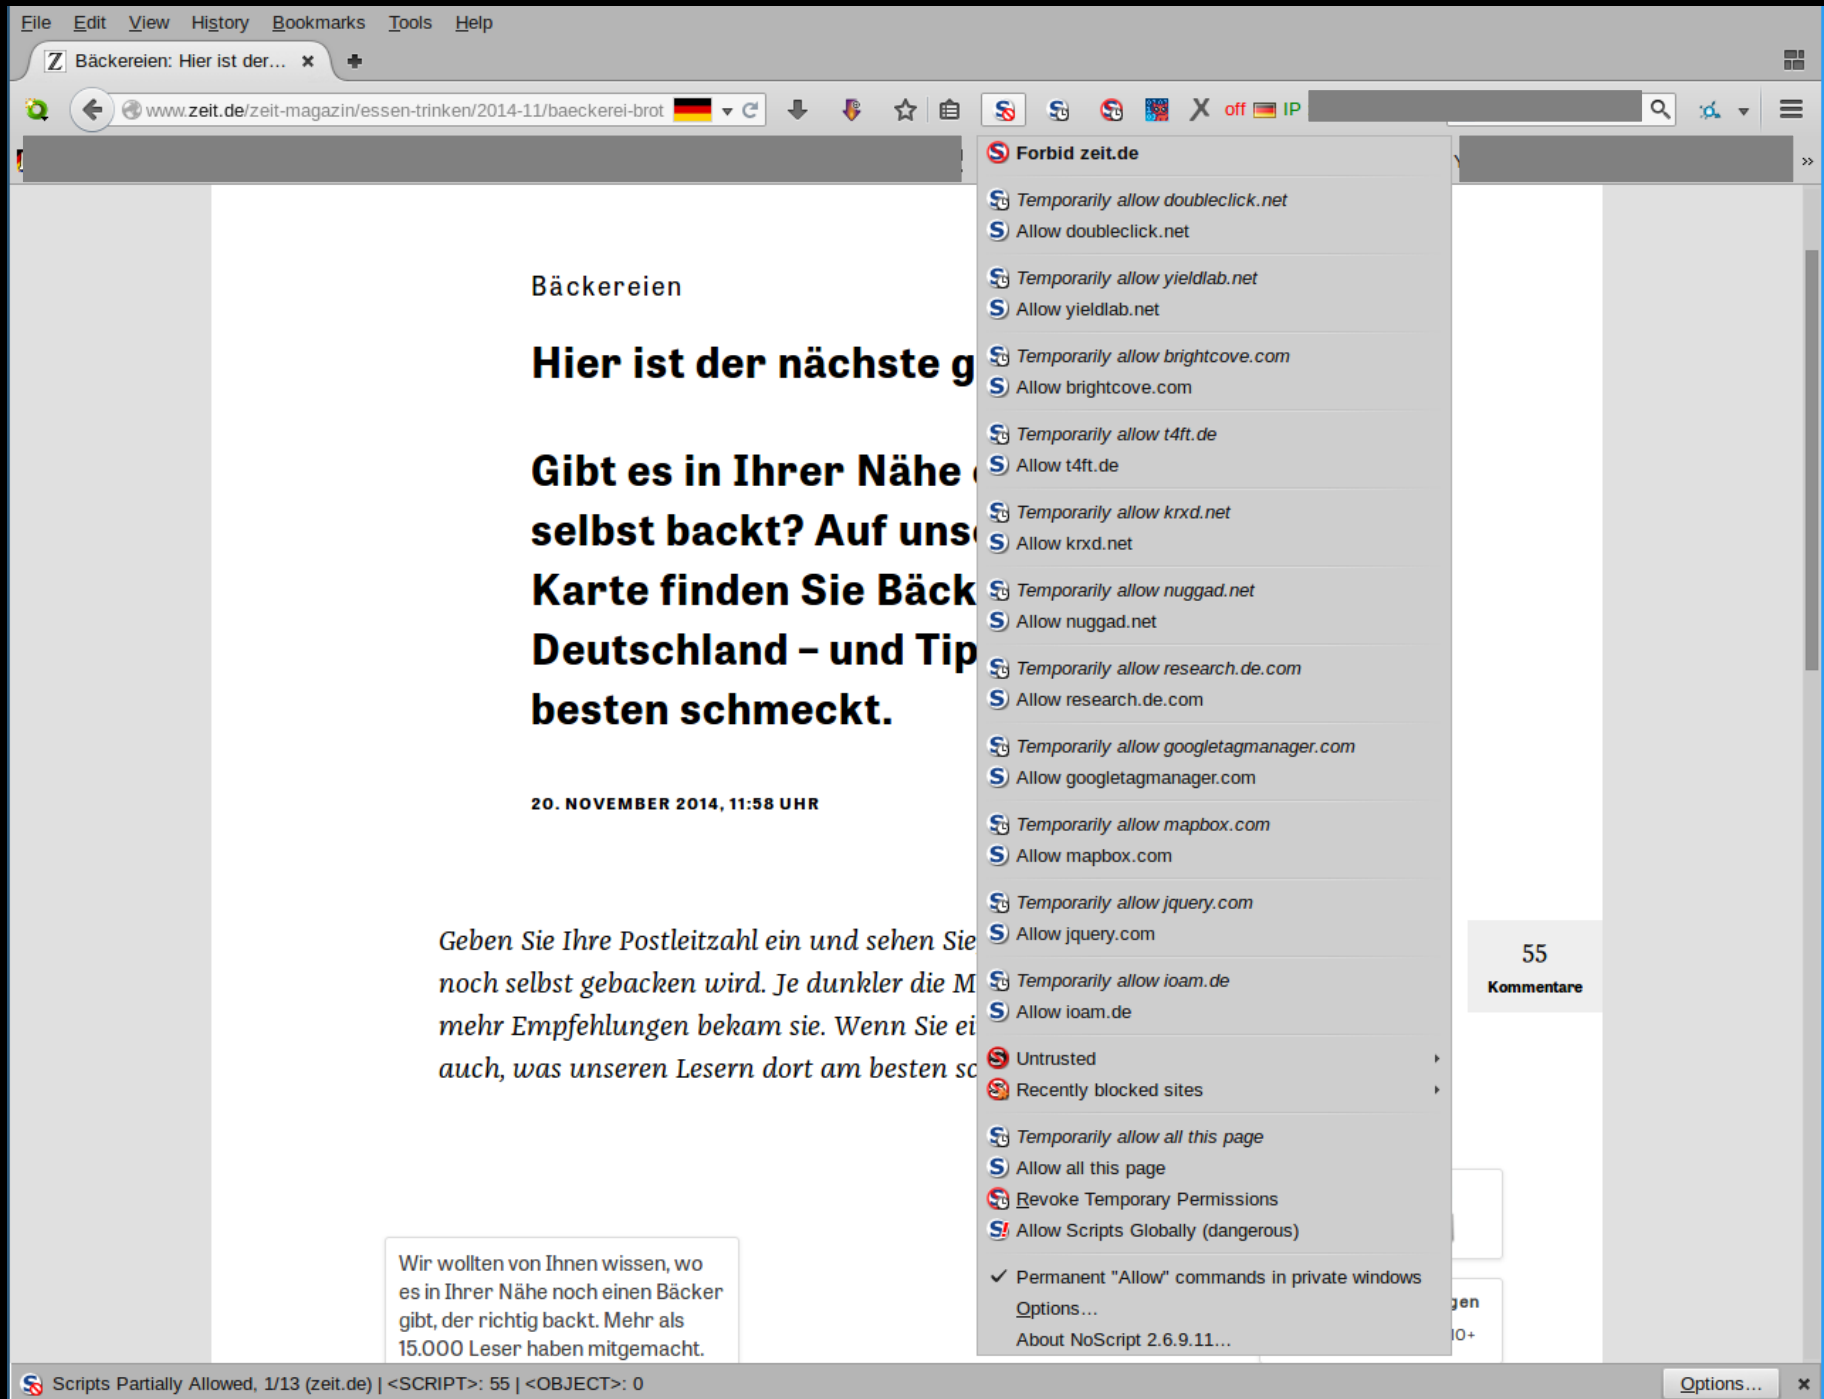 File Edit View History Bookmarks Tools Help
Bäckereien: Hier ist der…
www.zeit.de/zeit-magazin/essen-trinken/2014-11/baeckerei-brot
off IP
Forbid zeit.de
Temporarily allow doubleclick.net
Allow doubleclick.net
Temporarily allow yieldlab.net
Allow yieldlab.net
Temporarily allow brightcove.com
Allow brightcove.com
Temporarily allow t4ft.de
Allow t4ft.de
Temporarily allow krxd.net
Allow krxd.net
Temporarily allow nuggad.net
Allow nuggad.net
Temporarily allow research.de.com
Allow research.de.com
Temporarily allow googletagmanager.com
Allow googletagmanager.com
Temporarily allow mapbox.com
Allow mapbox.com
Temporarily allow jquery.com
Allow jquery.com
Temporarily allow ioam.de
Allow ioam.de
Untrusted
Recently blocked sites
Temporarily allow all this page
Allow all this page
Revoke Temporary Permissions
Allow Scripts Globally (dangerous)
Permanent "Allow" commands in private windows
Options…
About NoScript 2.6.9.11…
Bäckereien
Hier ist der nächste g
Gibt es in Ihrer Nähe
selbst backt? Auf uns
Karte finden Sie Bäck
Deutschland – und Tip
besten schmeckt.
20. NOVEMBER 2014, 11:58 UHR
Geben Sie Ihre Postleitzahl ein und sehen Sie
noch selbst gebacken wird. Je dunkler die M
mehr Empfehlungen bekam sie. Wenn Sie ei
auch, was unseren Lesern dort am besten sc
55
Kommentare
Wir wollten von Ihnen wissen, wo
es in Ihrer Nähe noch einen Bäcker
gibt, der richtig backt. Mehr als
15.000 Leser haben mitgemacht.
gen
10+
Scripts Partially Allowed, 1/13 (zeit.de) | <SCRIPT>: 55 | <OBJECT>: 0
Options…